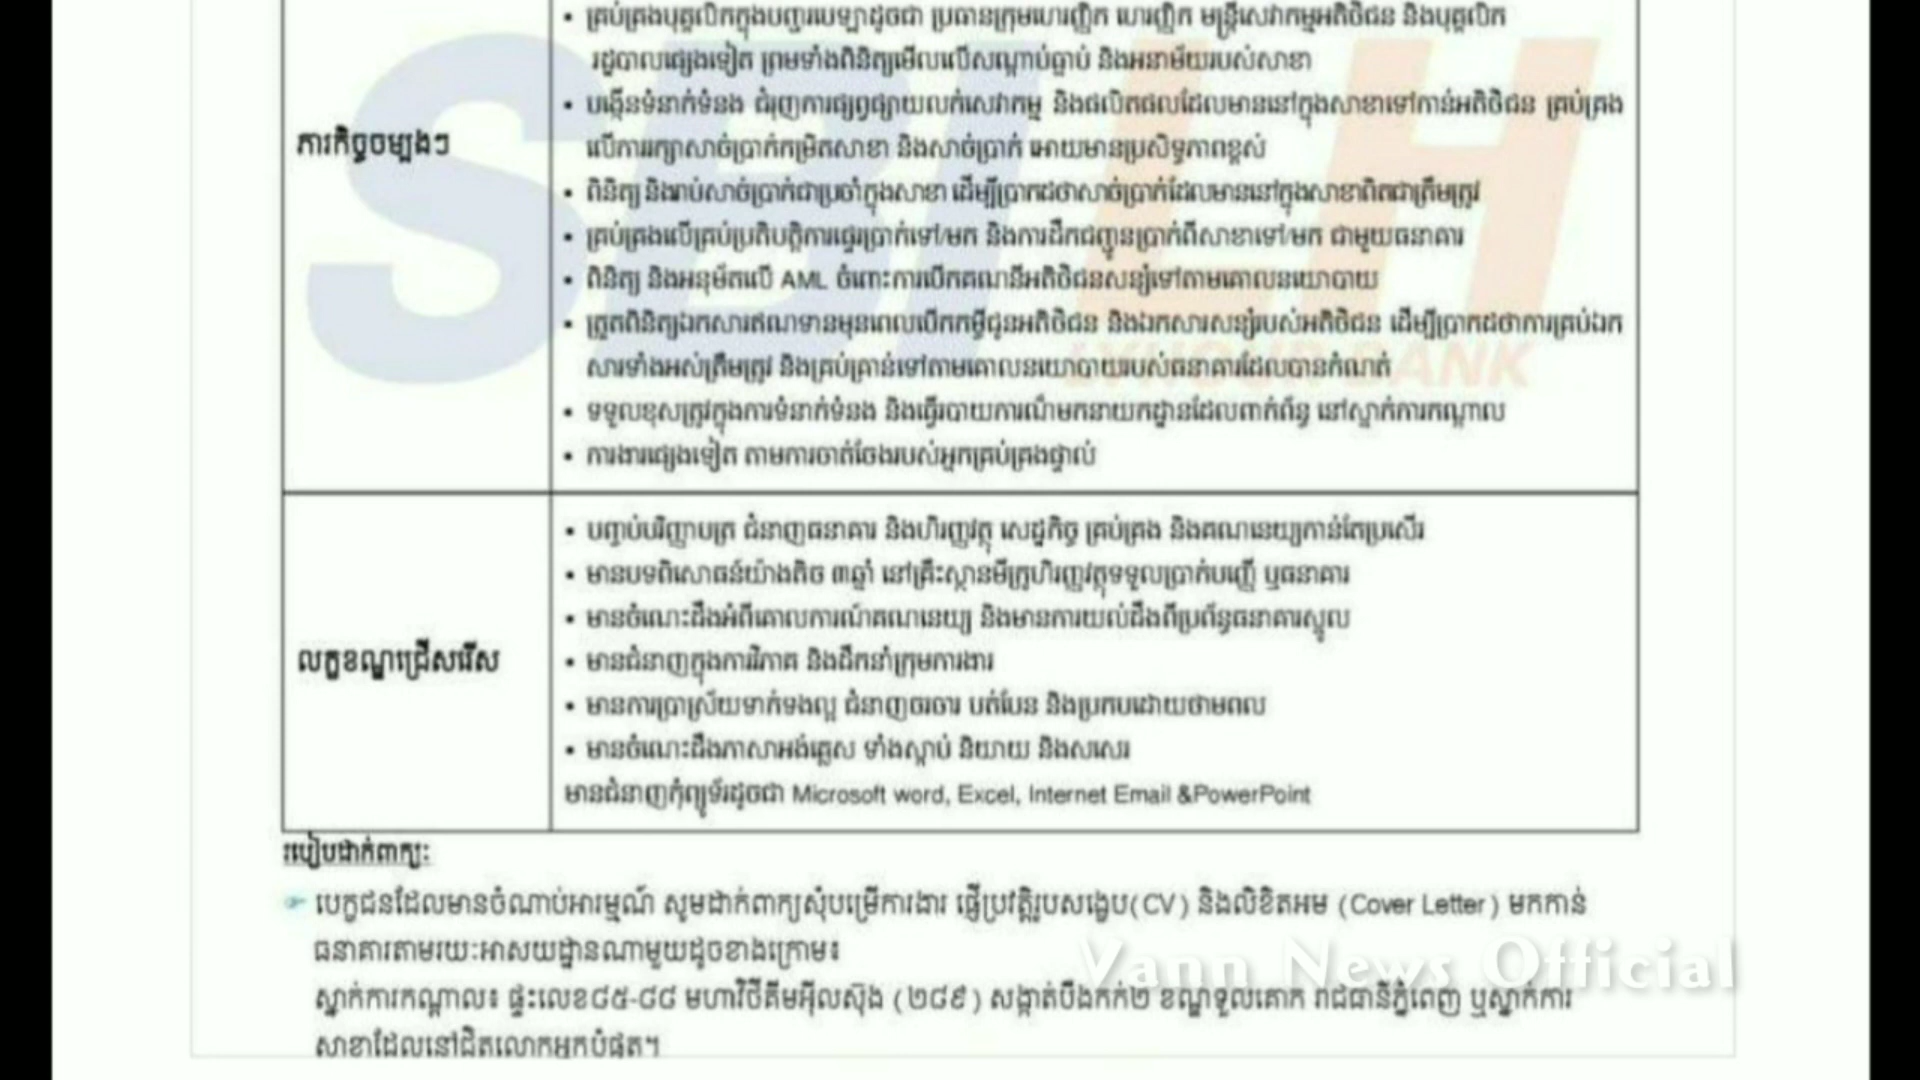 • គ្រប់គ្រងបុគ្គលិកក្នុងបញ្ជរបេឡាដូចជា ប្រធានក្រុមហេរញ្ញិក ហេរញ្ញិក មន្ត្រីសេវាកម្មអតិថិជន និងបុគ្គលិក
រដ្ឋបាលផ្សេងទៀត ព្រមទាំងពិនិត្យមើលលើសណ្តាប់ធ្នាប់ និងអនាម័យរបស់សាខា
• បង្កើនទំនាក់ទំនង ជំរុញការផ្សព្វផ្សាយលក់សេវាកម្ម និងផលិតផលដែលមាននៅក្នុងសាខាទៅកាន់អតិថិជន គ្រប់គ្រង
ភារកិច្ចចម្បងៗ
លើការរក្សាសាច់ប្រាក់កម្រិតសាខា និងសាច់ប្រាក់ អោយមានប្រសិទ្ធភាពខ្ពស់
• ពិនិត្យ និងរាប់សាច់ប្រាក់ជាប្រចាំក្នុងសាខា ដើម្បីប្រាកដថាសាច់ប្រាក់ដែលមាននៅក្នុងសាខាពិតជាត្រឹមត្រូវ
• គ្រប់គ្រងលើគ្រប់ប្រតិបត្តិការផ្ទេរប្រាក់ទៅ/មក និងការដឹកជញ្ជូនប្រាក់ពីសាខាទៅ/មក ជាមួយធនាគារ
• ពិនិត្យ និងអនុម័តលើ AML ចំពោះការបើកគណនីអតិថិជនសន្សំទៅតាមគោលនយោបាយ
• ត្រួតពិនិត្យឯកសារឥណទានមុនពេលបើកកម្ចីជូនអតិថិជន និងឯកសារសន្សំរបស់អតិថិជន ដើម្បីប្រាកដថាការគ្រប់ឯក
សារទាំងអស់ត្រឹមត្រូវ និងគ្រប់គ្រាន់ទៅតាមគោលនយោបាយរបស់ធនាគារដែលបានកំណត់
• ទទួលខុសត្រូវក្នុងការទំនាក់ទំនង និងធ្វើរបាយការណ៍មកនាយកដ្ឋានដែលពាក់ព័ន្ធ នៅស្នាក់ការកណ្តាល
• ការងារផ្សេងទៀត តាមការចាត់ចែងរបស់អ្នកគ្រប់គ្រងផ្ទាល់
SBI LH
LY HOUR BANK
• បញ្ចប់បរិញ្ញាបត្រ ជំនាញធនាគារ និងហិរញ្ញវត្ថុ សេដ្ឋកិច្ច គ្រប់គ្រង និងគណនេយ្យកាន់តែប្រសើរ
• មានបទពិសោធន៍យ៉ាងតិច ៣ឆ្នាំ នៅគ្រឹះស្ថានមីក្រូហិរញ្ញវត្ថុទទួលប្រាក់បញ្ញើ ឬធនាគារ
• មានចំណេះដឹងអំពីគោលការណ៍គណនេយ្យ និងមានការយល់ដឹងពីប្រព័ន្ធធនាគារស្នូល
លក្ខខណ្ឌជ្រើសរើស
• មានជំនាញក្នុងការវិភាគ និងដឹកនាំក្រុមការងារ
• មានការប្រាស្រ័យទាក់ទងល្អ ជំនាញចរចារ បត់បែន និងប្រកបដោយថាមពល
• មានចំណេះដឹងភាសាអង់គ្លេស ទាំងស្តាប់ និយាយ និងសរសេរ
មានជំនាញកុំព្យូទ័រដូចជា Microsoft word, Excel, Internet Email &PowerPoint
របៀបដាក់ពាក្យ:
☞ បេក្ខជនដែលមានចំណាប់អារម្មណ៍ សូមដាក់ពាក្យសុំបម្រើការងារ ផ្ញើប្រវត្តិរូបសង្ខេប(CV) និងលិខិតអម (Cover Letter) មកកាន់
ធនាគារតាមរយ:អាសយដ្ឋានណាមួយដូចខាងក្រោម៖
ស្នាក់ការកណ្តាល៖ ផ្ទះលេខ៨៥-៨៨ មហាវិថីគីមអ៊ីលស៊ុង (២៨៩) សង្កាត់បឹងកក់២ ខណ្ឌទួលគោក រាជធានីភ្នំពេញ ឬស្នាក់ការ
សាខាដែលនៅជិតលោកអ្នកបំផុត។
Vann News Official